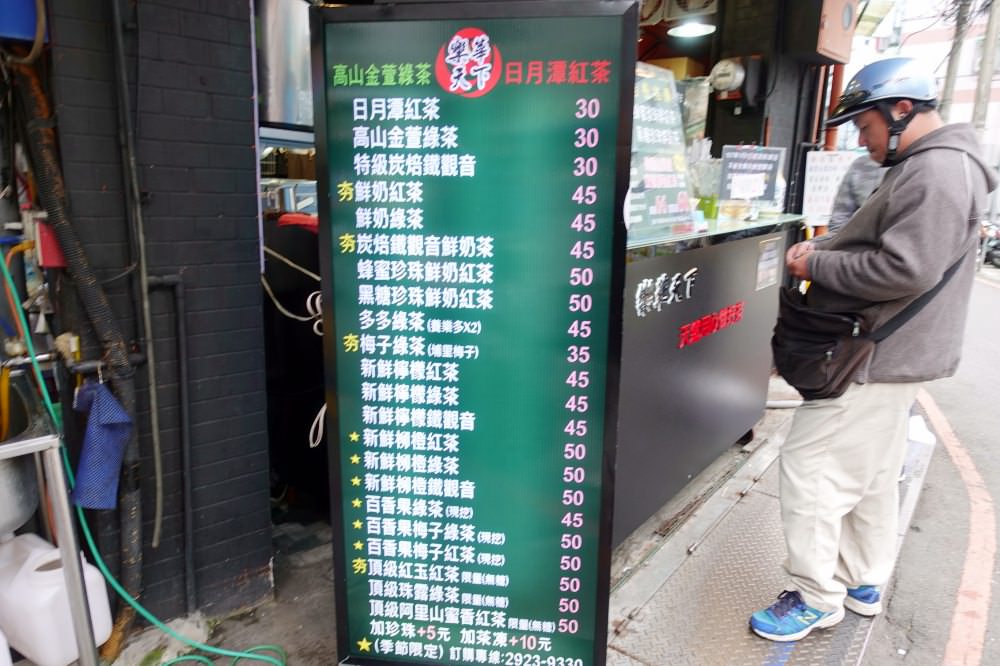 高山金萱綠茶 樂華天下 日月潭紅茶
日月潭紅茶 30
高山金萱綠茶 30
特級炭焙鐵觀音 30
夯鮮奶紅茶 45
鮮奶綠茶 45
夯炭焙鐵觀音鮮奶茶 45
蜂蜜珍珠鮮奶紅茶 50
黑糖珍珠鮮奶紅茶 50
多多綠茶(養樂多X2) 45
夯梅子綠茶(埔里梅子) 35
新鮮檸檬紅茶 45
新鮮檸檬綠茶 45
新鮮檸檬鐵觀音 45
★新鮮柳橙紅茶 50
★新鮮柳橙綠茶 50
★新鮮柳橙鐵觀音 50
★百香果綠茶(現挖) 45
★百香果梅子綠茶(現挖) 50
★百香果梅子紅茶(現挖) 50
夯頂級紅玉紅茶 限量(無糖) 50
頂級珠露綠茶 限量(無糖) 50
頂級阿里山蜜香紅茶 限量(無糖) 50
加珍珠+5元 加茶凍+10元
★(季節限定) 訂購專線:2923-9330
樂華天下